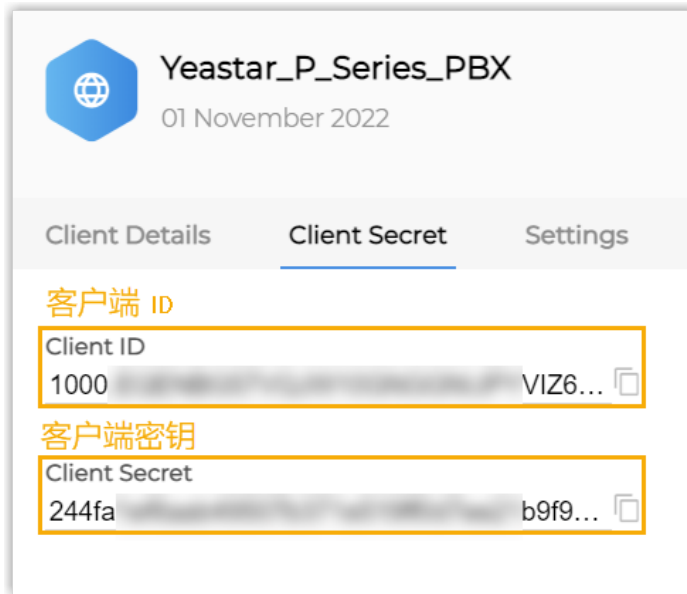 Yeastar_P_Series_PBX
01 November 2022
Client Details Client Secret Settings
客户端 ID
Client ID
1000 VIZ6...
客户端密钥
Client Secret
244fa b9f9...